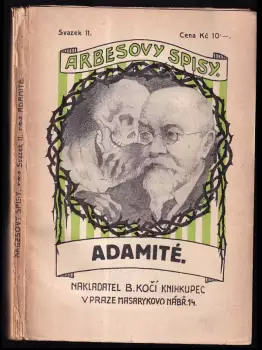 Svazek 11.
Cena Kč 10·–.
ARBESOVY SPISY.
ADAMITÉ.
NAKLADATEL B. KOČÍ KNIHKUPEC
V PRAZE MASARYKOVO NÁBŘ. 14.
ARBESOVY SPISY. Svazek 11. ADAMITÉ